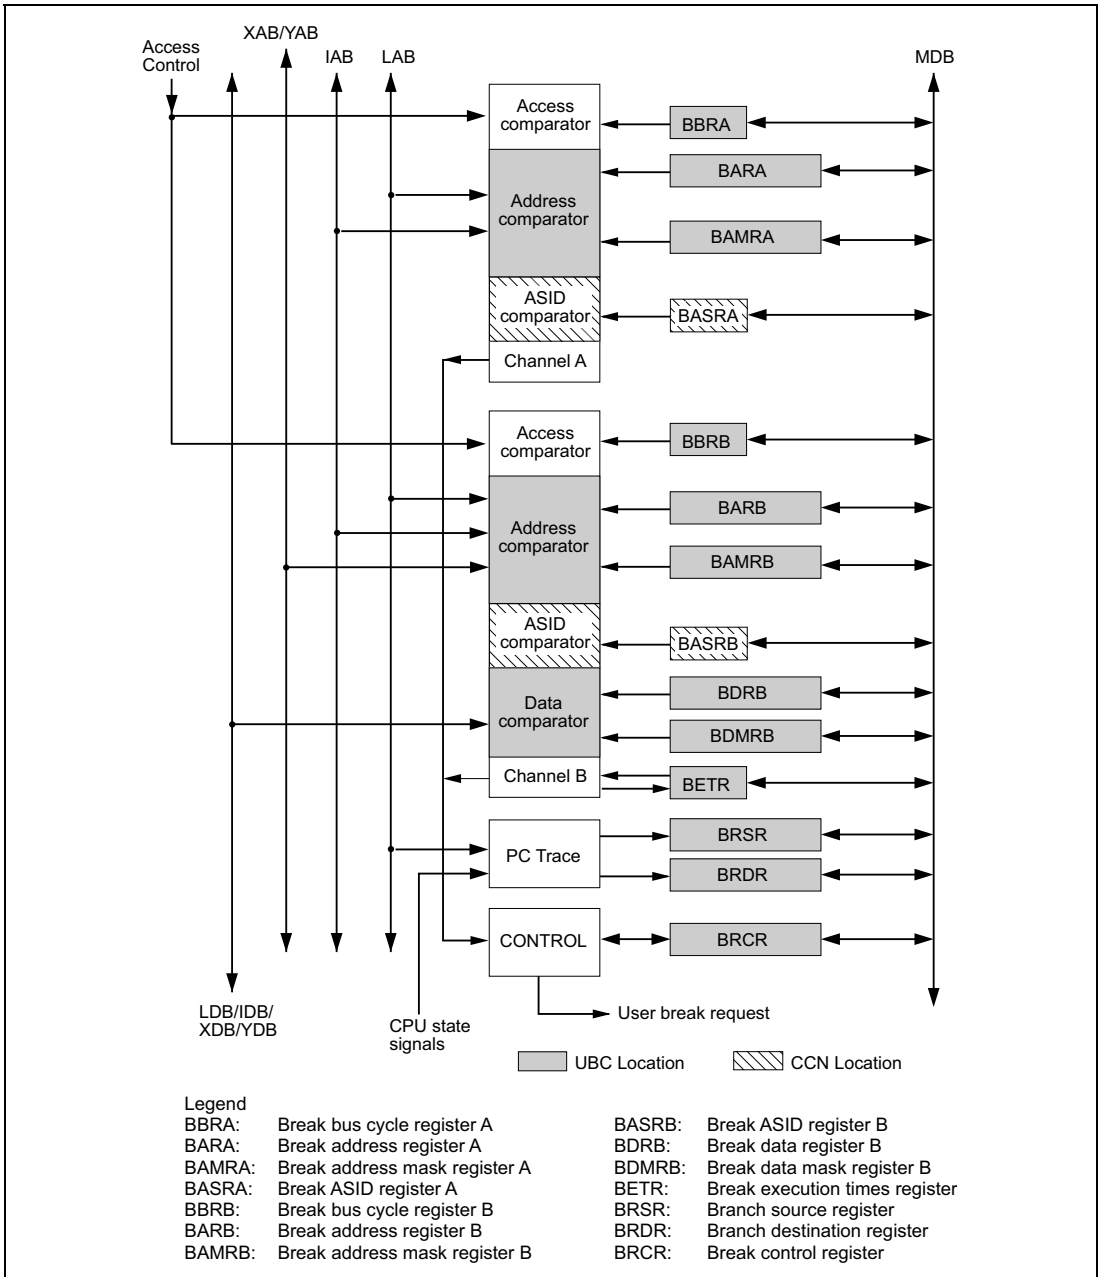 XAB/YAB
Access
Control
IAB
LAB
MDB
Access
comparator
BBRA
BARA
Address
comparator
BAMRA
ASID
comparator
BASRA
Channel A
Access
comparator
BBRB
BARB
Address
comparator
BAMRB
ASID
comparator
BASRB
BDRB
Data
comparator
BDMRB
Channel B
BETR
BRSR
PC Trace
BRDR
CONTROL
BRCR
LDB/IDB/
XDB/YDB
CPU state
signals
User break request
UBC Location
CCN Location
Legend
BBRA: Break bus cycle register A
BARA: Break address register A
BAMRA: Break address mask register A
BASRA: Break ASID register A
BBRB: Break bus cycle register B
BARB: Break address register B
BAMRB: Break address mask register B
BASRB: Break ASID register B
BDRB: Break data register B
BDMRB: Break data mask register B
BETR: Break execution times register
BRSR: Branch source register
BRDR: Branch destination register
BRCR: Break control register